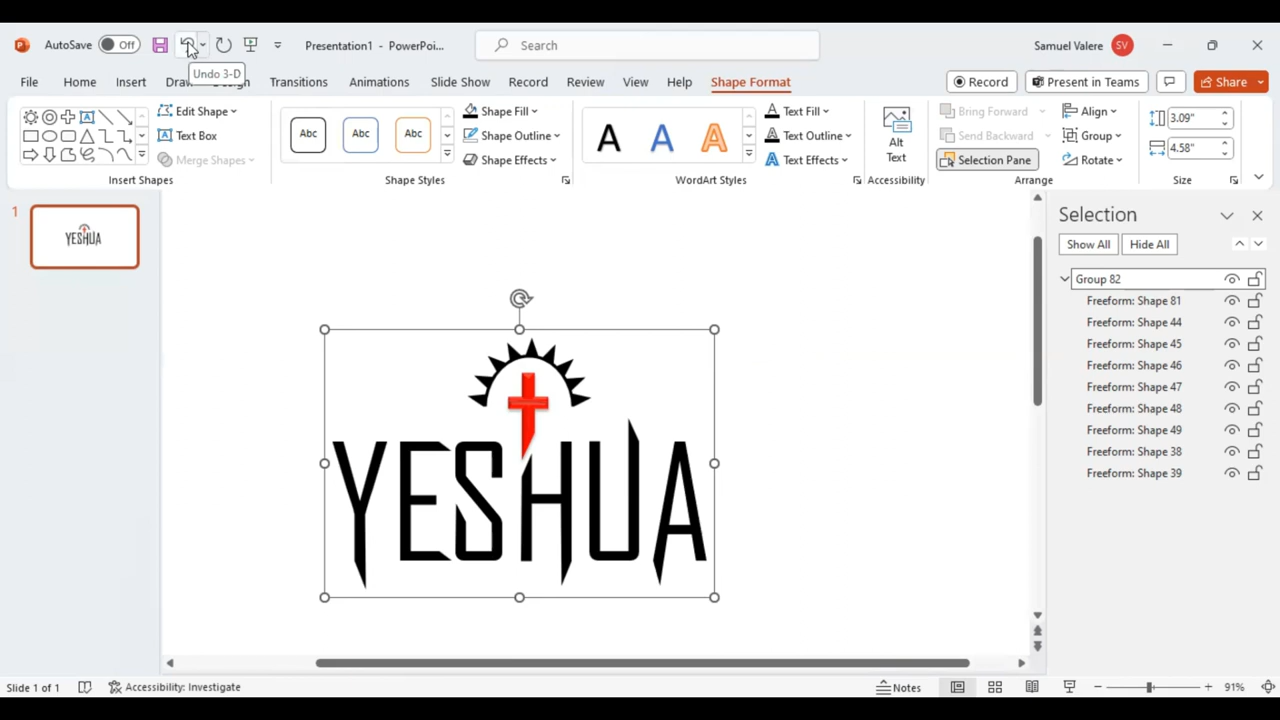 AutoSave Off Presentation1 - PowerPoi... Search Samuel Valere SV
Undo 3-D
File Home Insert Transitions Animations Slide Show Record Review View Help Shape Format Record Present in Teams Share
Edit Shape
Text Box
Merge Shapes
Insert Shapes
Abc Abc Abc
Shape Fill
Shape Outline
Shape Effects
Shape Styles
A A A
Text Fill
Text Outline
Text Effects
WordArt Styles
Alt
Text
Accessibility
Bring Forward
Send Backward
Selection Pane
Align
Group
Rotate
Arrange
3.09"
4.58"
Size
1
YESHUA
YESHUA
Selection
Show All Hide All
Group 82
Freeform: Shape 81
Freeform: Shape 44
Freeform: Shape 45
Freeform: Shape 46
Freeform: Shape 47
Freeform: Shape 48
Freeform: Shape 49
Freeform: Shape 38
Freeform: Shape 39
Slide 1 of 1 Accessibility: Investigate Notes 91%